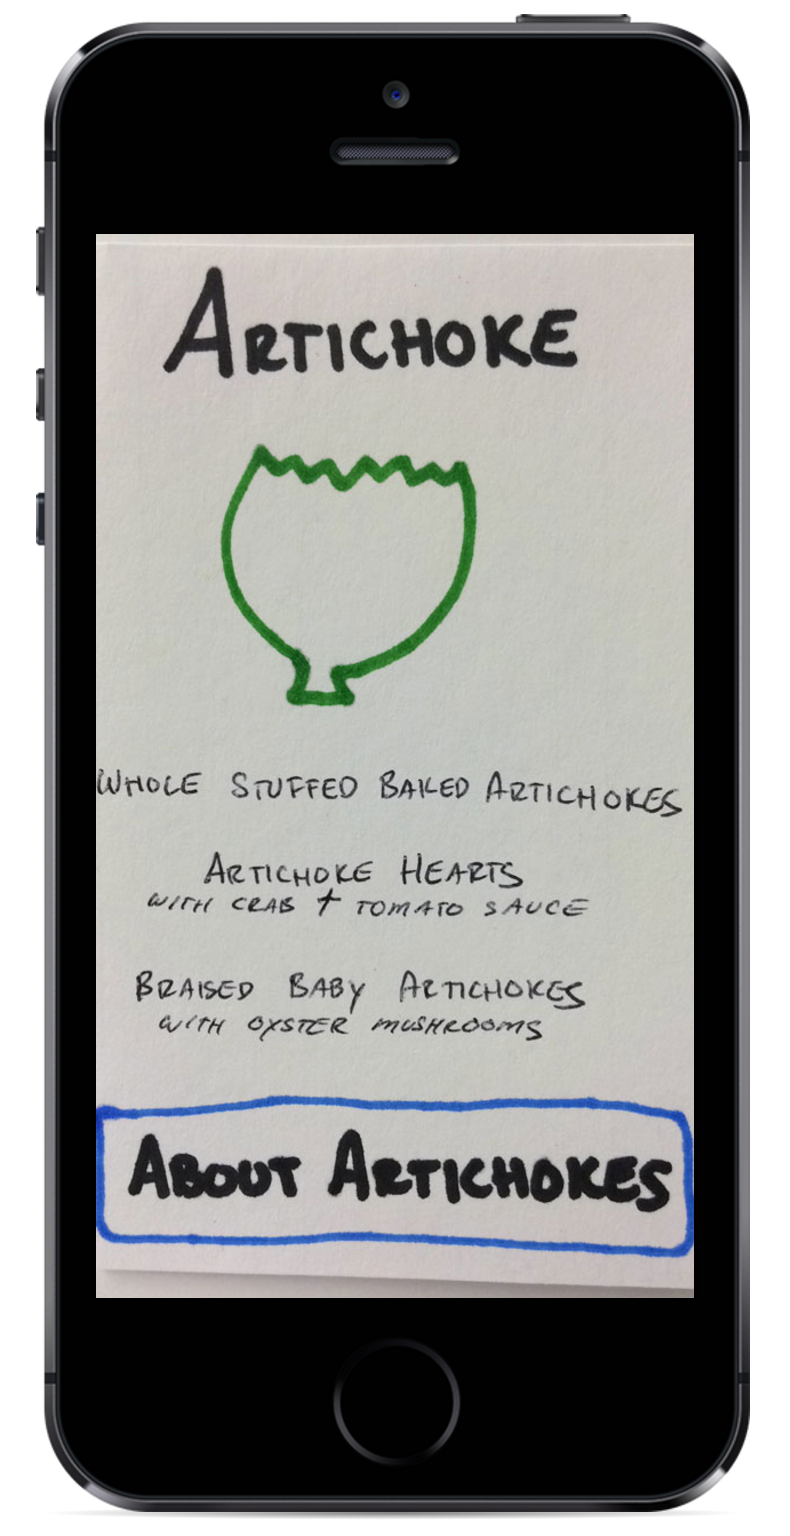 ARTICHOKE
WHOLE STUFFED BAKED ARTICHOKES
ARTICHOKE HEARTS
WITH CRAB + TOMATO SAUCE
BRAISED BABY ARTICHOKES
WITH OYSTER MUSHROOMS
ABOUT ARTICHOKES